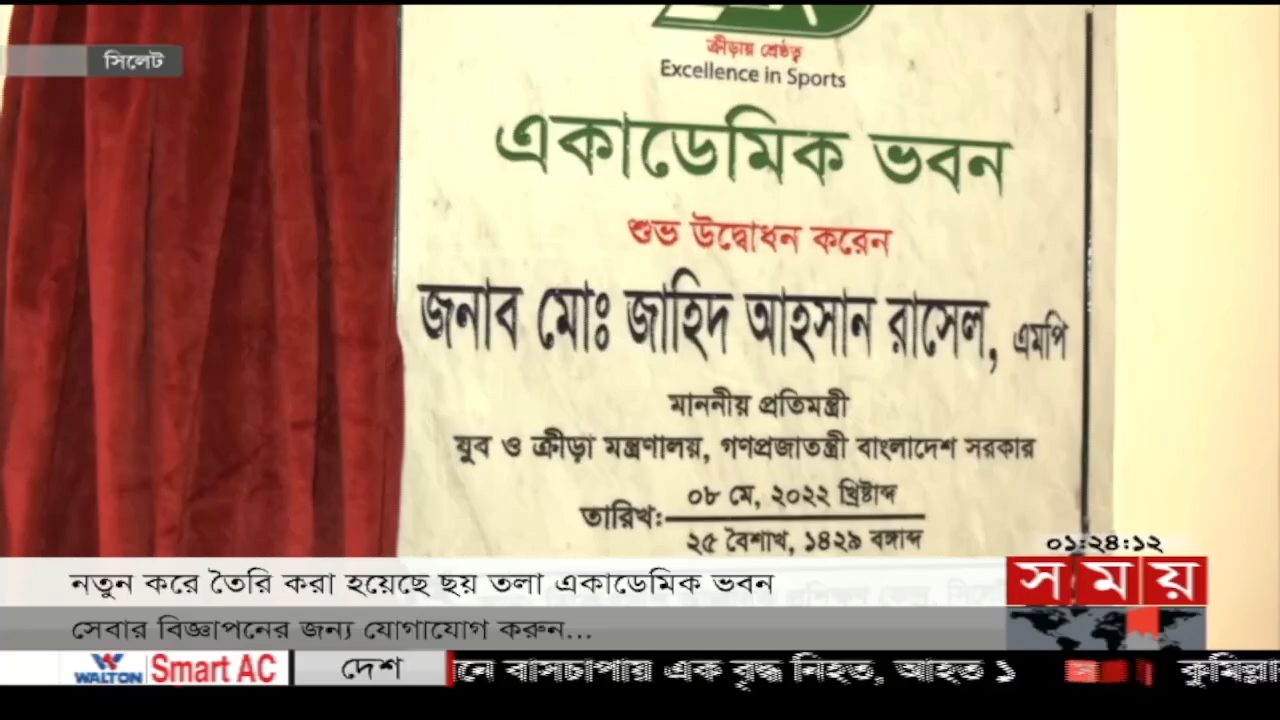 সিলেট
ক্রীড়ায় শ্রেষ্ঠত্ব
Excellence in Sports
একাডেমিক ভবন
শুভ উদ্বোধন করেন
জনাব মোঃ জাহিদ আহসান রাসেল, এমপি
মাননীয় প্রতিমন্ত্রী
যুব ও ক্রীড়া মন্ত্রণালয়, গণপ্রজাতন্ত্রী বাংলাদেশ সরকার
তারিখঃ ০৮ মে, ২০২২ খ্রিষ্টাব্দ
২৫ বৈশাখ, ১৪২৯ বঙ্গাব্দ
০১:২৪:১২
সময়
নতুন করে তৈরি করা হয়েছে ছয় তলা একাডেমিক ভবন
সেবার বিজ্ঞাপনের জন্য যোগাযোগ করুন...
WALTON Smart AC দেশ নে বাসচাপায় এক বৃদ্ধ নিহত, আহত ১